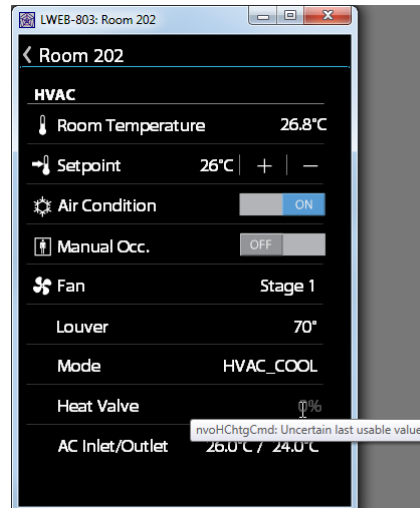 LWEB-803: Room 202
Room 202
HVAC
Room Temperature 26.8°C
Setpoint 26°C + −
Air Condition ON
Manual Occ. OFF
Fan Stage 1
Louver 70°
Mode HVAC_COOL
Heat Valve 0%
nvoHChtgCmd: Uncertain last usable value
AC Inlet/Outlet 26.0°C / 24.0°C